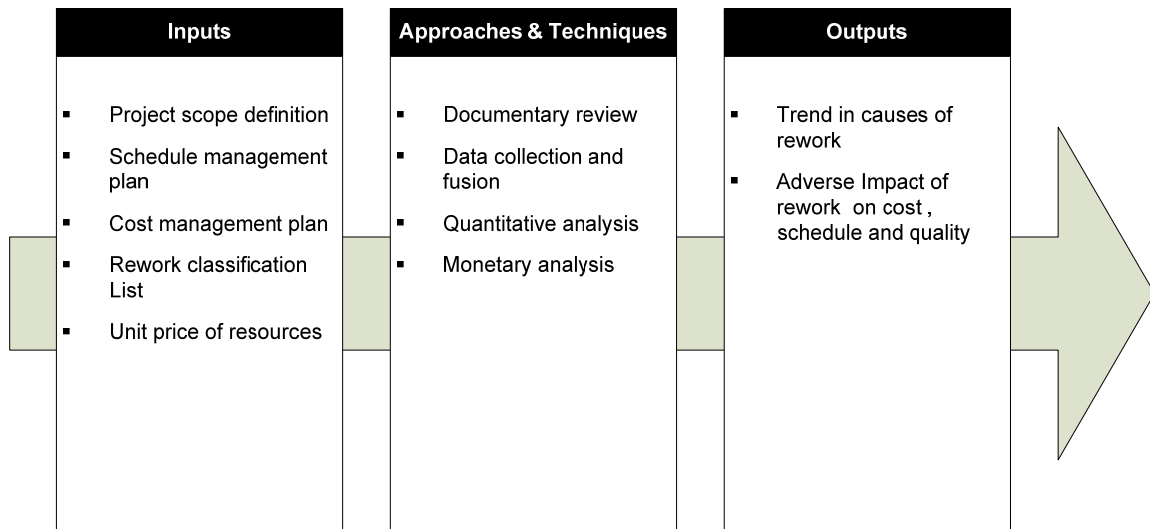 Inputs
Project scope definition
Schedule management
plan
Cost management plan
Rework classification
List
Unit price of resources
Approaches & Techniques
Documentary review
Data collection and
fusion
Quantitative analysis
Monetary analysis
Outputs
Trend in causes of
rework
Adverse Impact of
rework on cost ,
schedule and quality